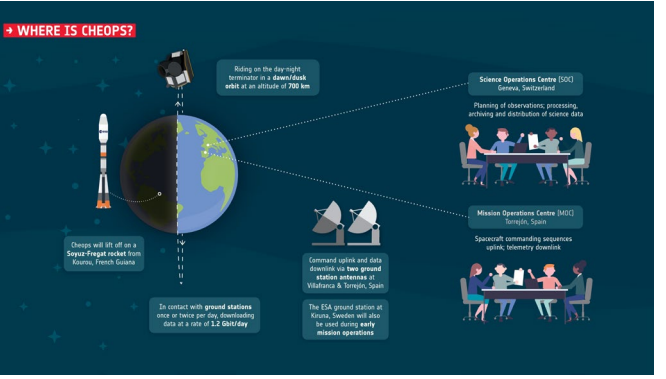 → WHERE IS CHEOPS?
Riding on the day-night
terminator in a dawn/dusk
orbit at an altitude of 700 km
Science Operations Centre (SOC)
Geneva, Switzerland
Planning of observations; processing,
archiving and distribution of science data
Mission Operations Centre (MOC)
Torrejón, Spain
Spacecraft commanding sequences
uplink; telemetry downlink
Cheops will lift off on a
Soyuz-Fregat rocket from
Kourou, French Guiana
Command uplink and data
downlink via two ground
station antennas at
Villafranca & Torrejón, Spain
In contact with ground stations
once or twice per day, downloading
data at a rate of 1.2 Gbit/day
The ESA ground station at
Kiruna, Sweden will also
be used during early
mission operations